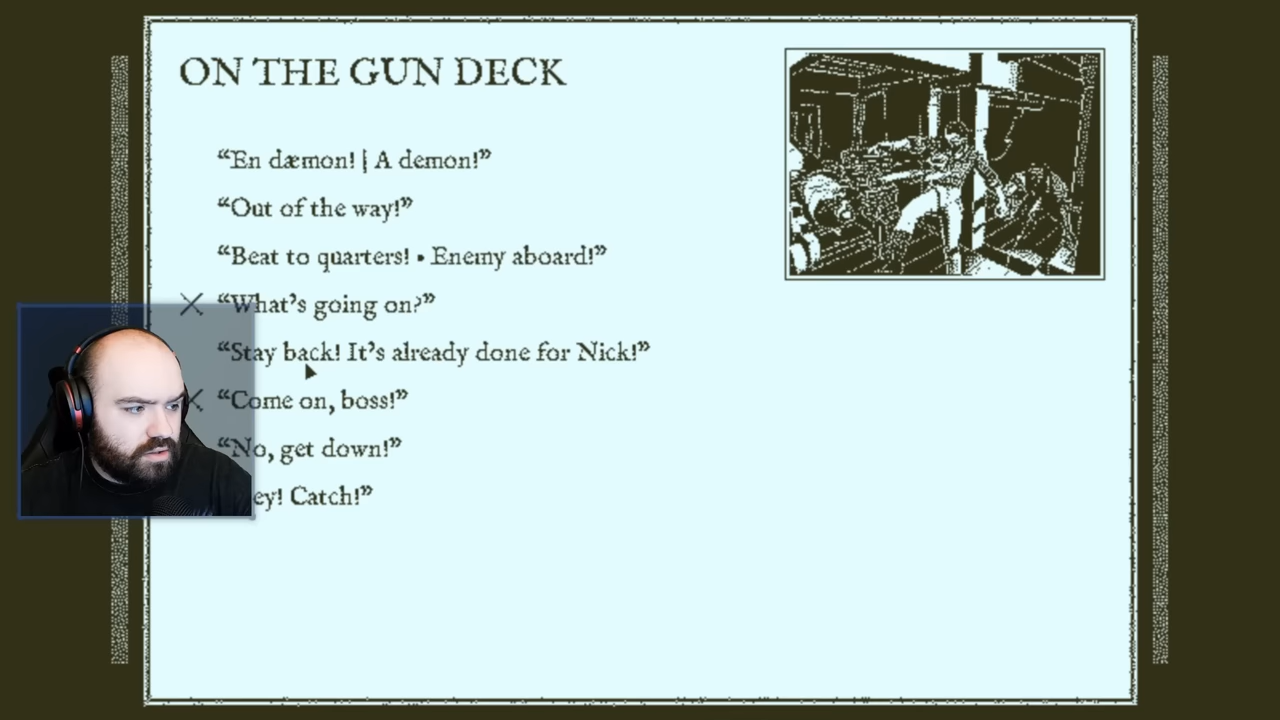 ON THE GUN DECK
“En dæmon! | A demon!”
“Out of the way!”
“Beat to quarters! • Enemy aboard!”
“What’s going on?”
“Stay back! It’s already done for Nick!”
“Come on, boss!”
“No, get down!”
ey! Catch!”